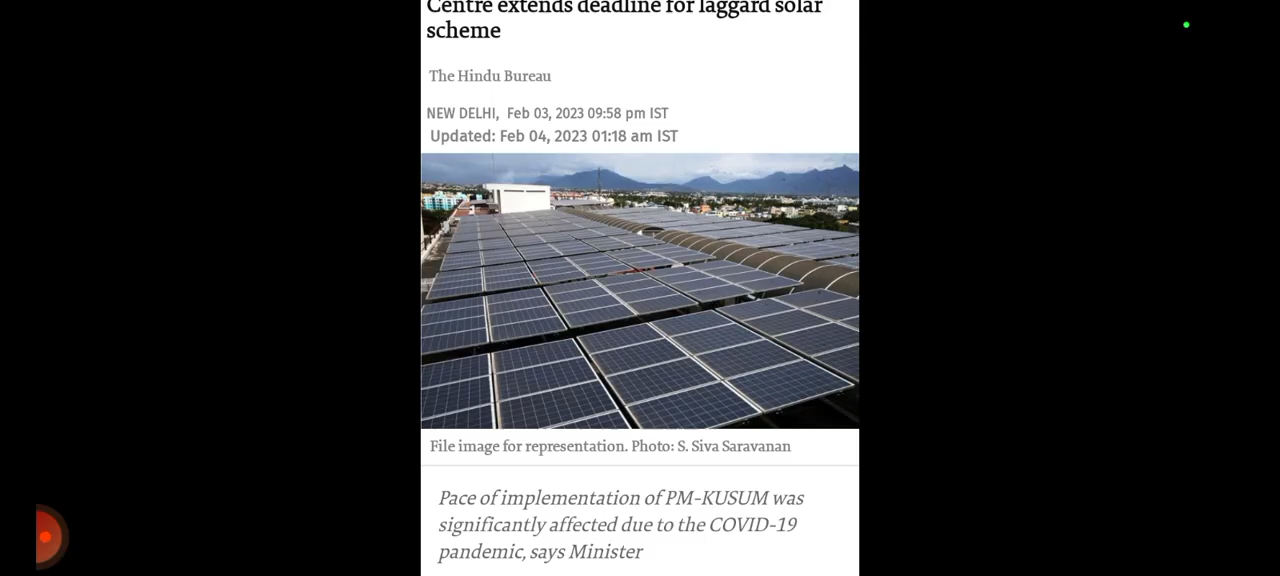 Centre extends deadline for laggard solar
scheme
The Hindu Bureau
NEW DELHI, Feb 03, 2023 09:58 pm IST
Updated: Feb 04, 2023 01:18 am IST
File image for representation. Photo: S. Siva Saravanan
Pace of implementation of PM-KUSUM was
significantly affected due to the COVID-19
pandemic, says Minister